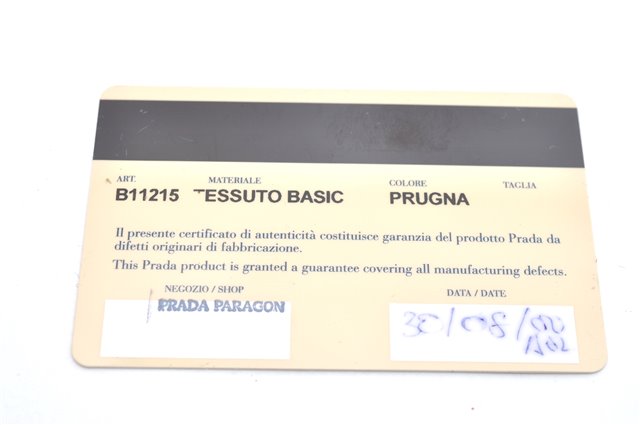 ART. MATERIALE COLORE TAGLIA
B11215 TESSUTO BASIC PRUGNA
Il presente certificato di autenticità costituisce garanzia del prodotto Prada da
difetti originari di fabbricazione.
This Prada product is granted a guarantee covering all manufacturing defects.
NEGOZIO / SHOP DATA / DATE
PRADA PARAGON